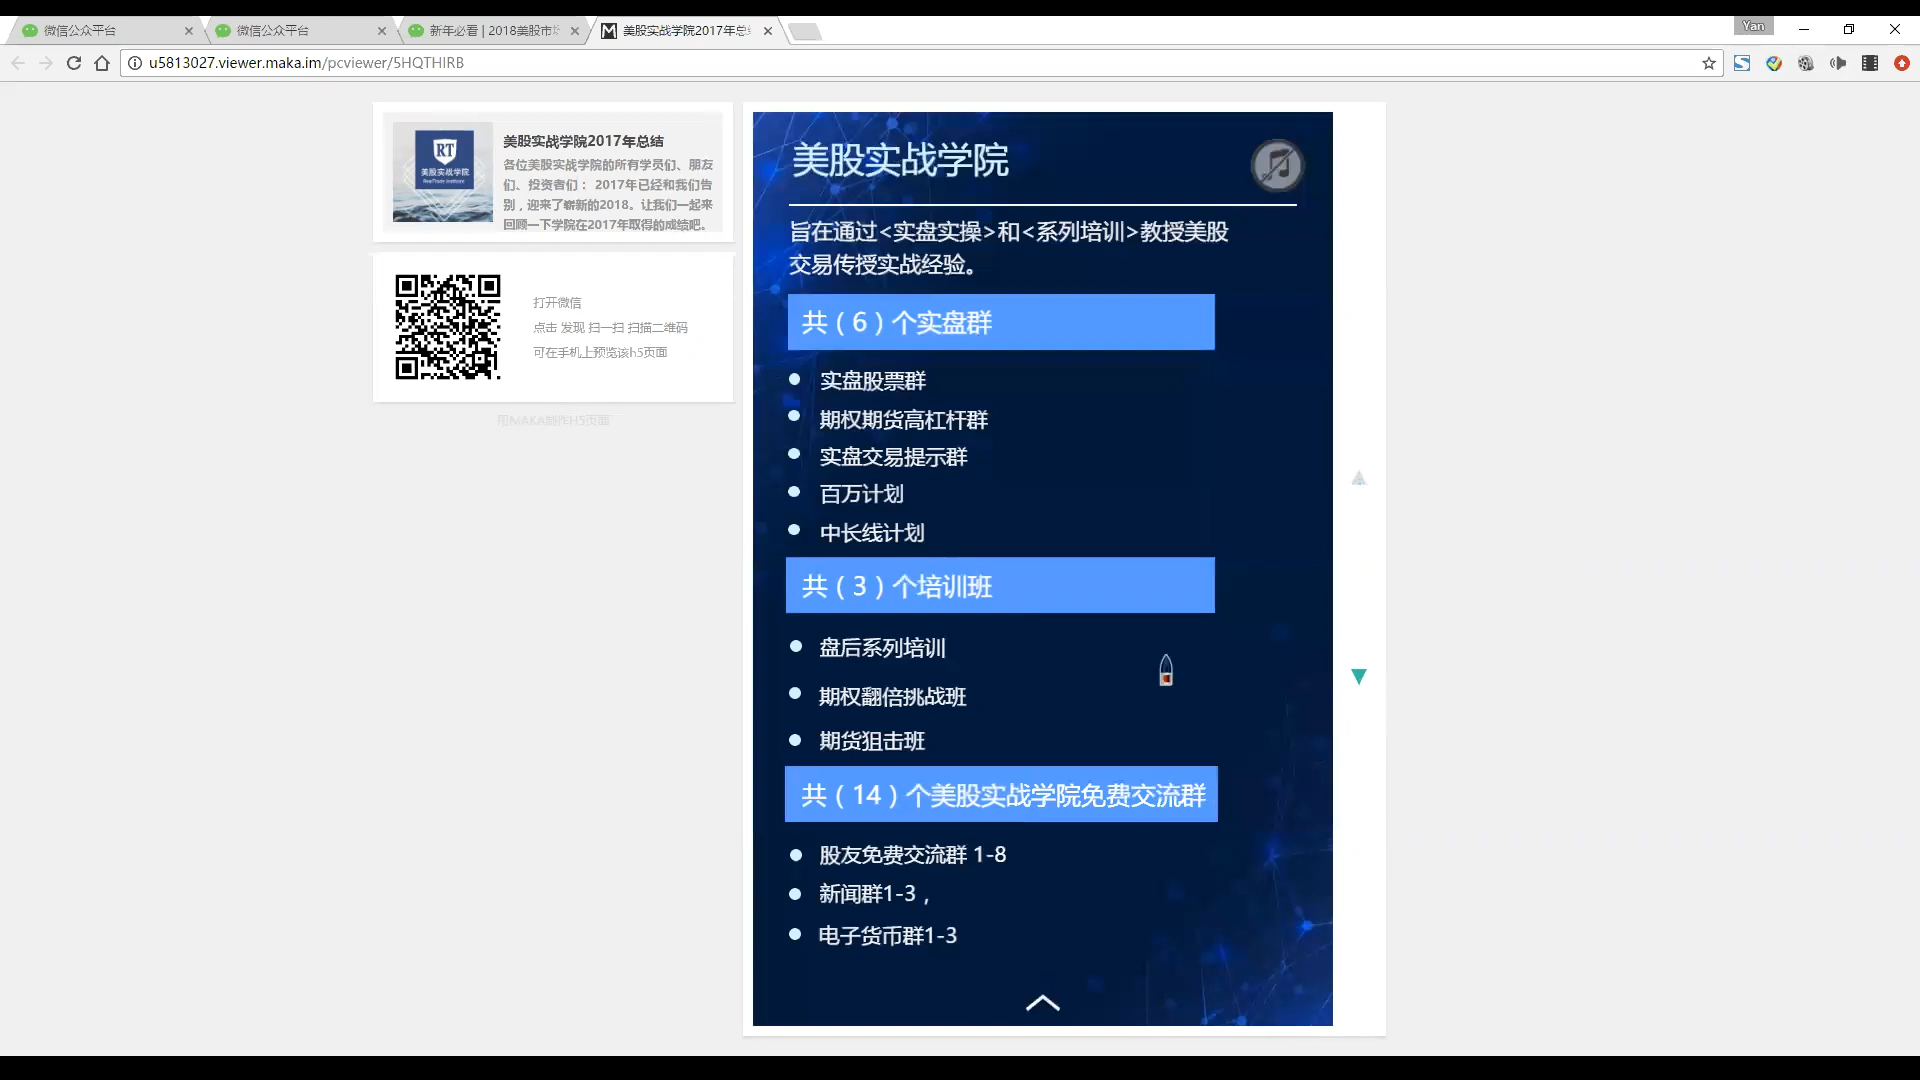 微信公众平台
微信公众平台
新年必看 | 2018美股市
美股实战学院2017年总
Yan
u5813027.viewer.maka.im/pcviewer/5HQTHIRB
RT
美股实战学院
美股实战学院2017年总结
各位美股实战学院的所有学员们、朋友
们、投资者们： 2017年已经和我们告
别，迎来了崭新的2018。让我们一起来
回顾一下学院在2017年取得的成绩吧。
打开微信
点击 发现 扫一扫 扫描二维码
可在手机上预览该h5页面
用MAKA制作H5页面
美股实战学院
旨在通过<实盘实操>和<系列培训>教授美股
交易传授实战经验。
共（6）个实盘群
实盘股票群
期权期货高杠杆群
实盘交易提示群
百万计划
中长线计划
共（3）个培训班
盘后系列培训
期权翻倍挑战班
期货狙击班
共（14）个美股实战学院免费交流群
股友免费交流群 1-8
新闻群1-3，
电子货币群1-3